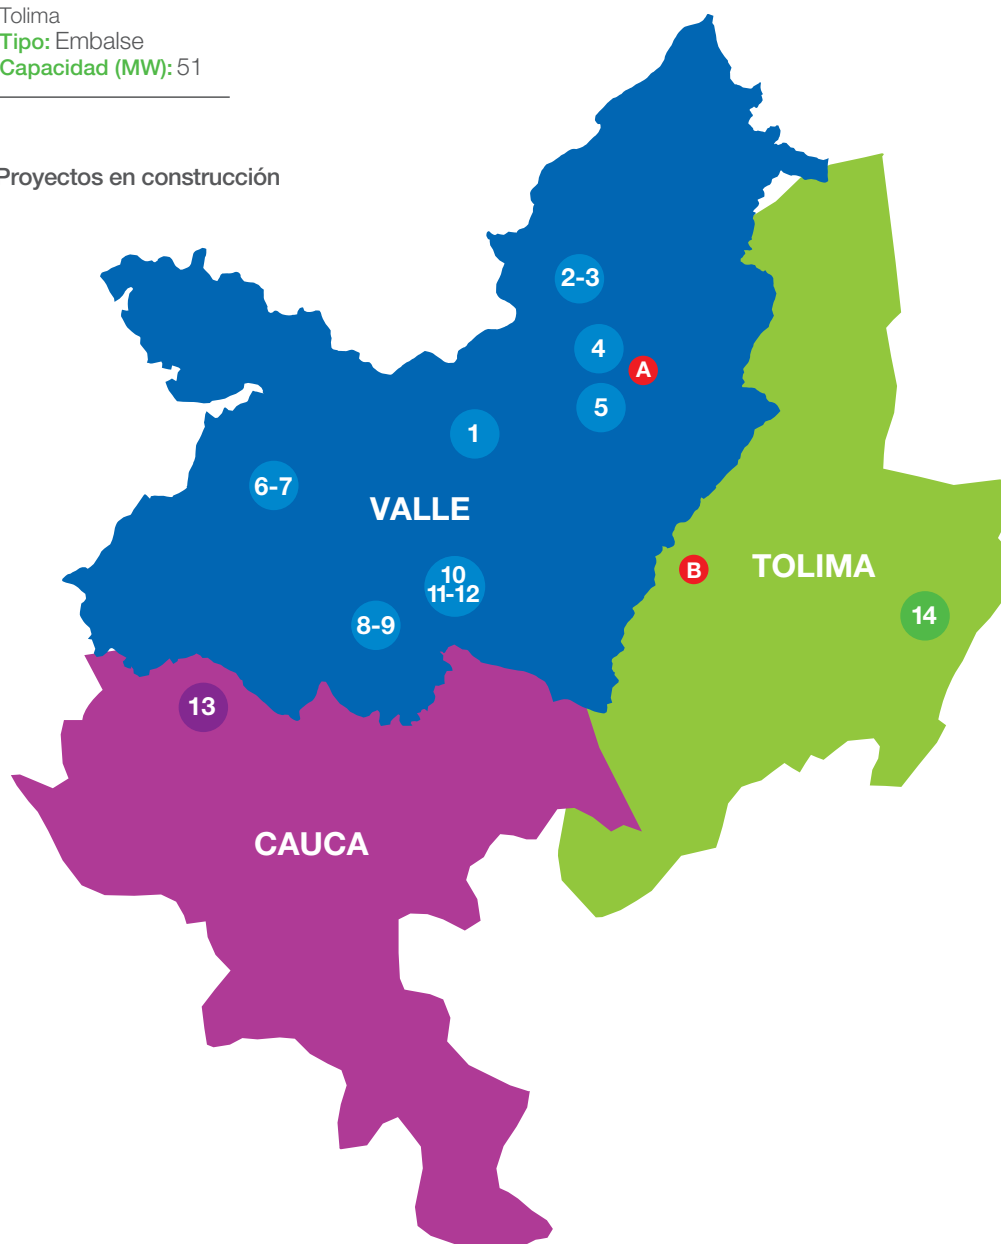 Tolima
Tipo: Embalse
Capacidad (MW): 51
Proyectos en construcción
2-3
4
A
5
1
6-7
VALLE
10
11-12
8-9
B
TOLIMA
14
13
CAUCA